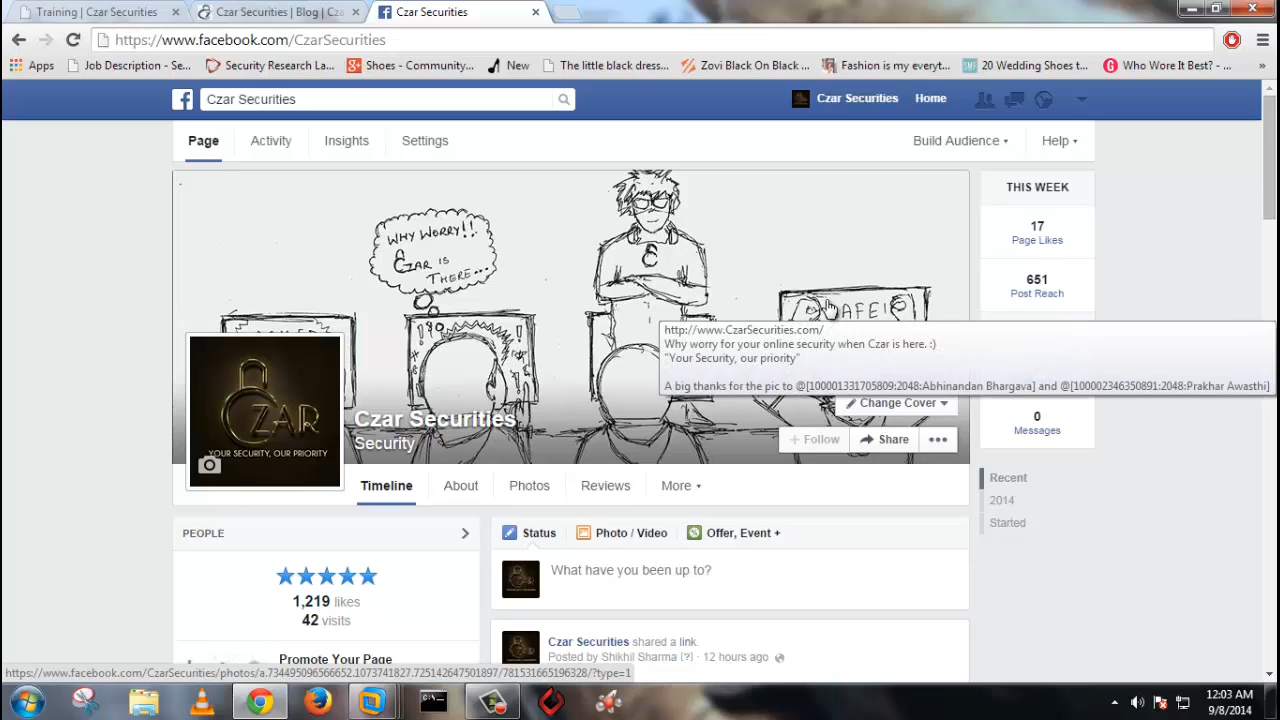 Training | Czar Securities
Czar Securities | Blog | Cza
Czar Securities
https://www.facebook.com/CzarSecurities
Apps
Job Description - Se...
Security Research La...
Shoes - Community...
New
The little black dress...
Zovi Black On Black ...
Fashion is my everyt...
20 Wedding Shoes t...
Who Wore It Best? - ...
»
Czar Securities
Czar Securities
Home
Page
Activity
Insights
Settings
Build Audience
Help
WHY WORRY!!
CZAR IS
THERE...
SAFE!
http://www.CzarSecurities.com/
Why worry for your online security when Czar is here. :)
"Your Security, our priority"
A big thanks for the pic to @[100001331705809:2048:Abhinandan Bhargava] and @[100002346350891:2048:Prakhar Awasthi]
CZAR
YOUR SECURITY, OUR PRIORITY
Czar Securities
Security
Change Cover
+ Follow
Share
•••
Timeline
About
Photos
Reviews
More
THIS WEEK
17
Page Likes
651
Post Reach
0
Messages
Recent
2014
Started
PEOPLE
1,219 likes
42 visits
Promote Your Page
Status
Photo / Video
Offer, Event +
What have you been up to?
Czar Securities shared a link.
Posted by Shikhil Sharma [?] · 12 hours ago
https://www.facebook.com/CzarSecurities/photos/a.734495096566652.1073741827.725142647501897/781531665196328/?type=1
12:03 AM
9/8/2014